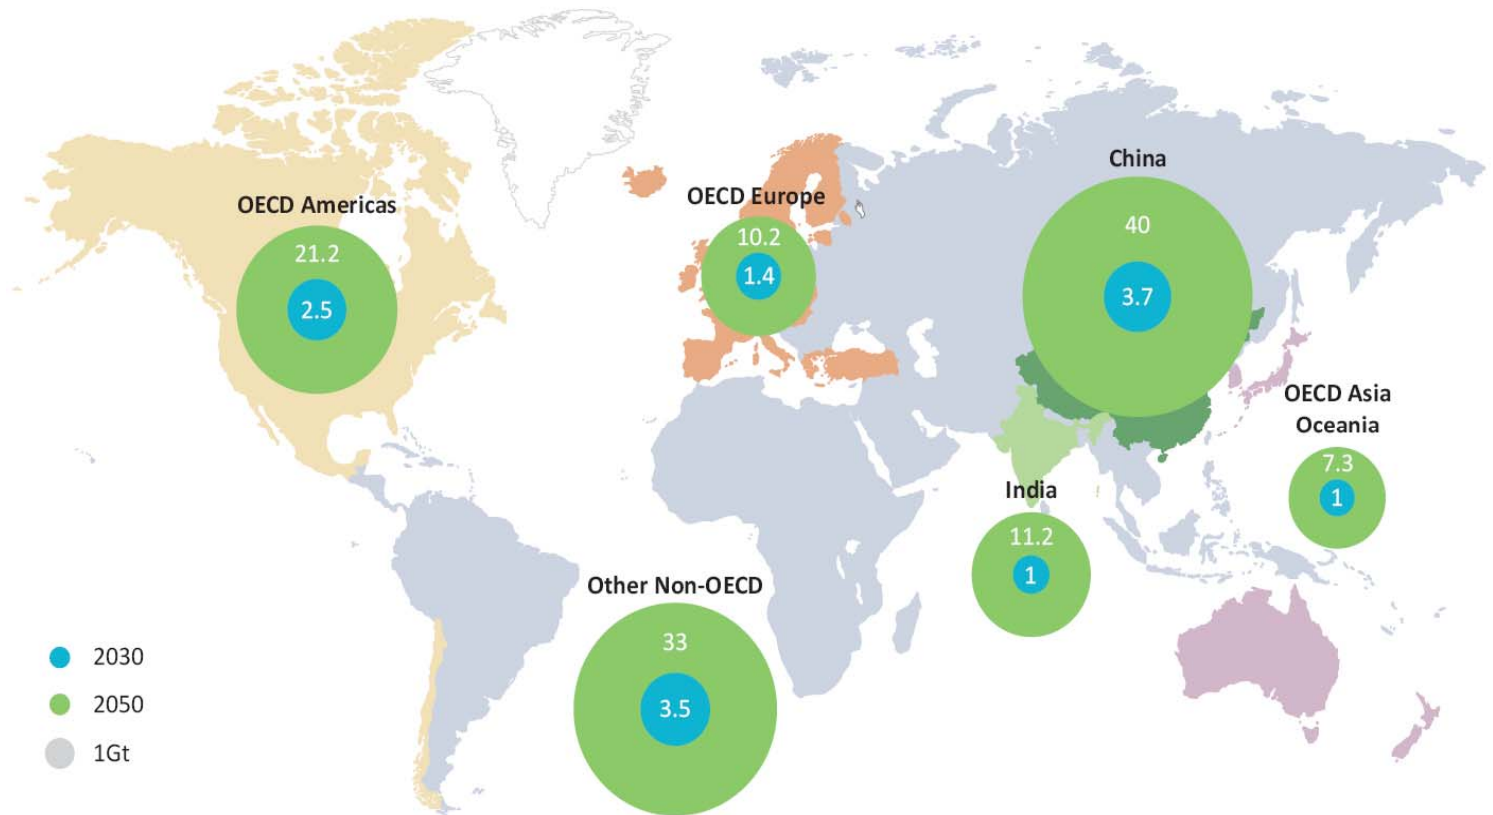 China
40
3.7
OECD Americas
21.2
2.5
OECD Europe
10.2
1.4
OECD Asia
Oceania
7.3
1
India
11.2
1
Other Non-OECD
33
3.5
2030
2050
1Gt